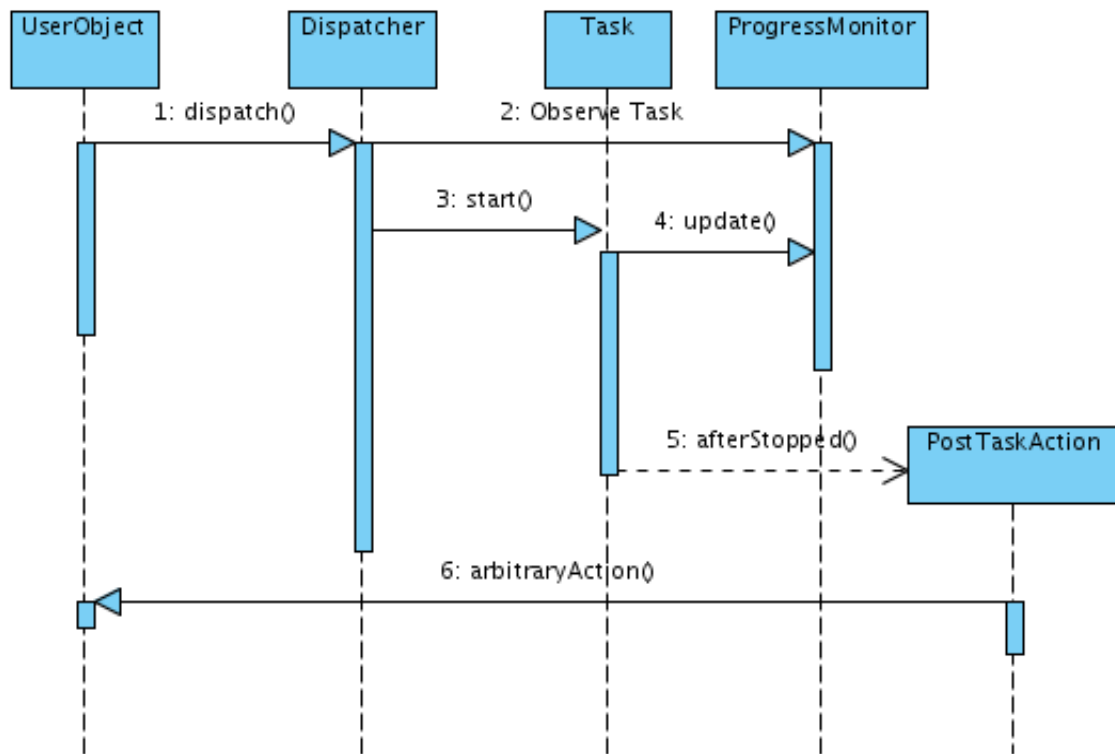 UserObject
Dispatcher
Task
ProgressMonitor
1: dispatch()
2: Observe Task
3: start()
4: update()
5: afterStopped()
PostTaskAction
6: arbitraryAction()